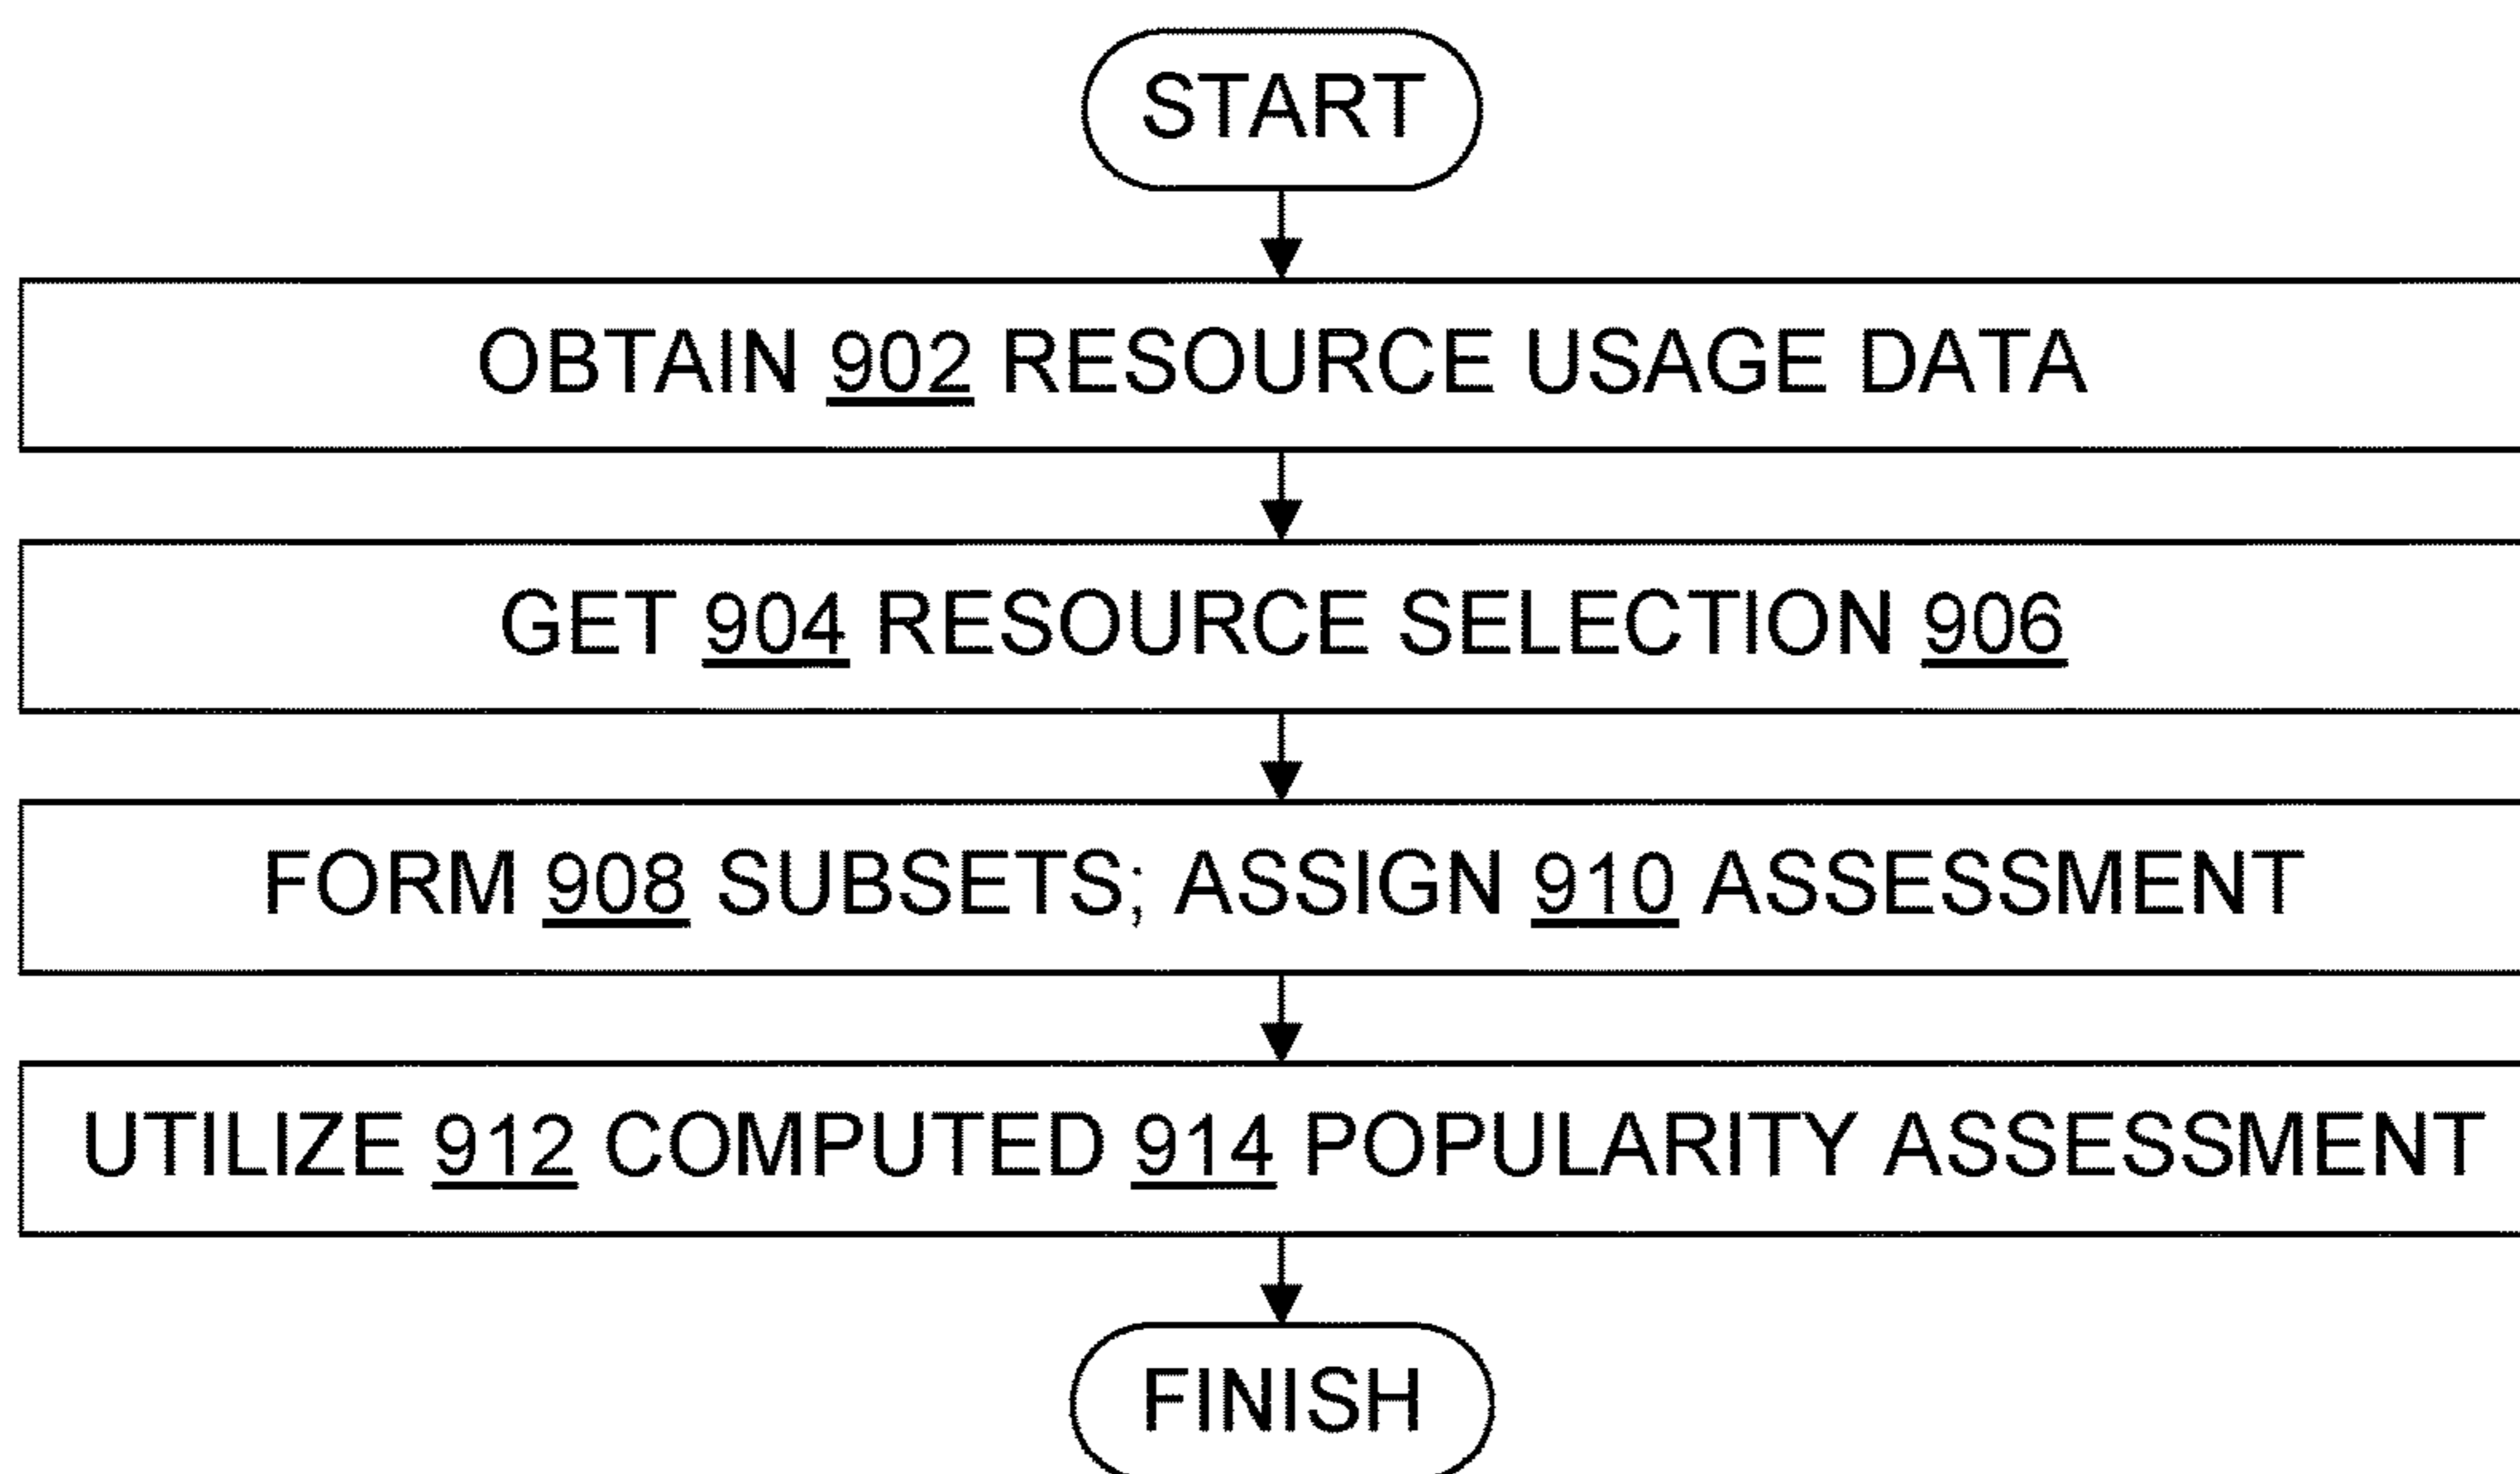 START
OBTAIN 902 RESOURCE USAGE DATA
GET 904 RESOURCE SELECTION 906
FORM 908 SUBSETS; ASSIGN 910 ASSESSMENT
UTILIZE 912 COMPUTED 914 POPULARITY ASSESSMENT
FINISH